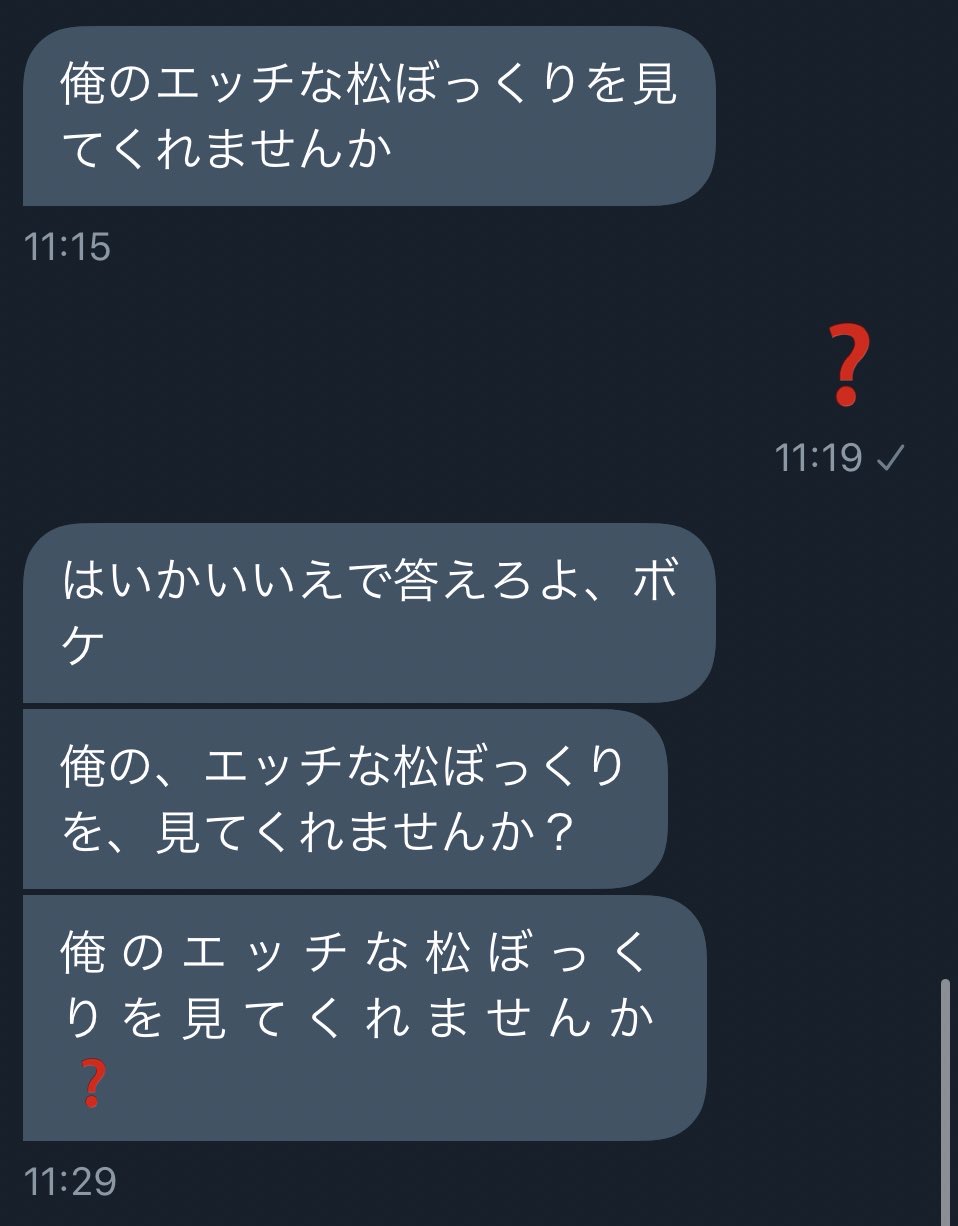 俺のエッチな松ぼっくりを見
てくれませんか
11:15
❓
11:19 ✓
はいかいいえで答えろよ、ボ
ケ
俺の、エッチな松ぼっくり
を、見てくれませんか？
俺 の エ ッ チ な 松 ぼ っ く
り を 見 て く れ ま せ ん か
❓
11:29